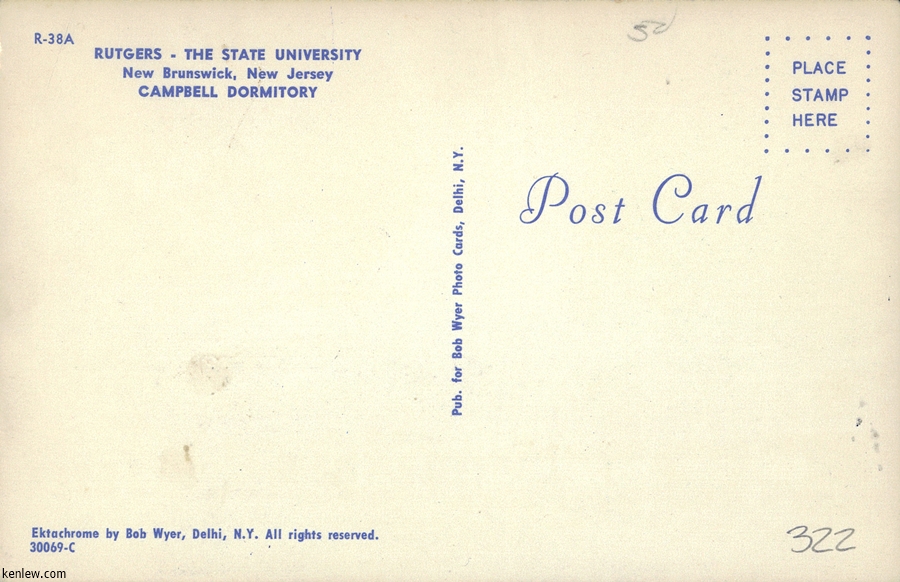 R-38A
RUTGERS - THE STATE UNIVERSITY
New Brunswick, New Jersey
CAMPBELL DORMITORY
PLACE
STAMP
HERE
Post Card
Pub. for Bob Wyer Photo Cards, Delhi, N.Y.
Ektachrome by Bob Wyer, Delhi, N.Y. All rights reserved.
30069-C
322
kenlew.com